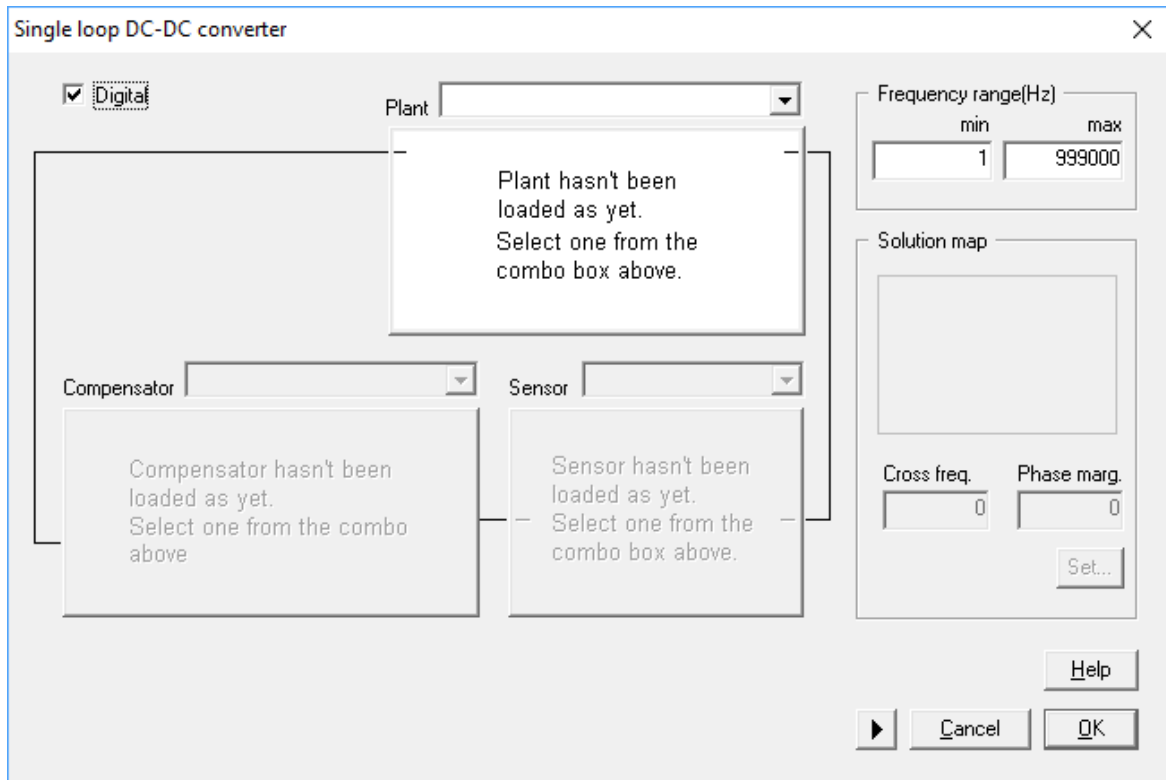 Single loop DC-DC converter
Digital
Plant
Plant hasn't been
loaded as yet.
Select one from the
combo box above.
Compensator
Compensator hasn't been
loaded as yet.
Select one from the combo
above
Sensor
Sensor hasn't been
loaded as yet.
Select one from the
combo box above.
Frequency range(Hz)
min max
1 999000
Solution map
Cross freq. Phase marg.
0 0
Set...
Help
Cancel OK